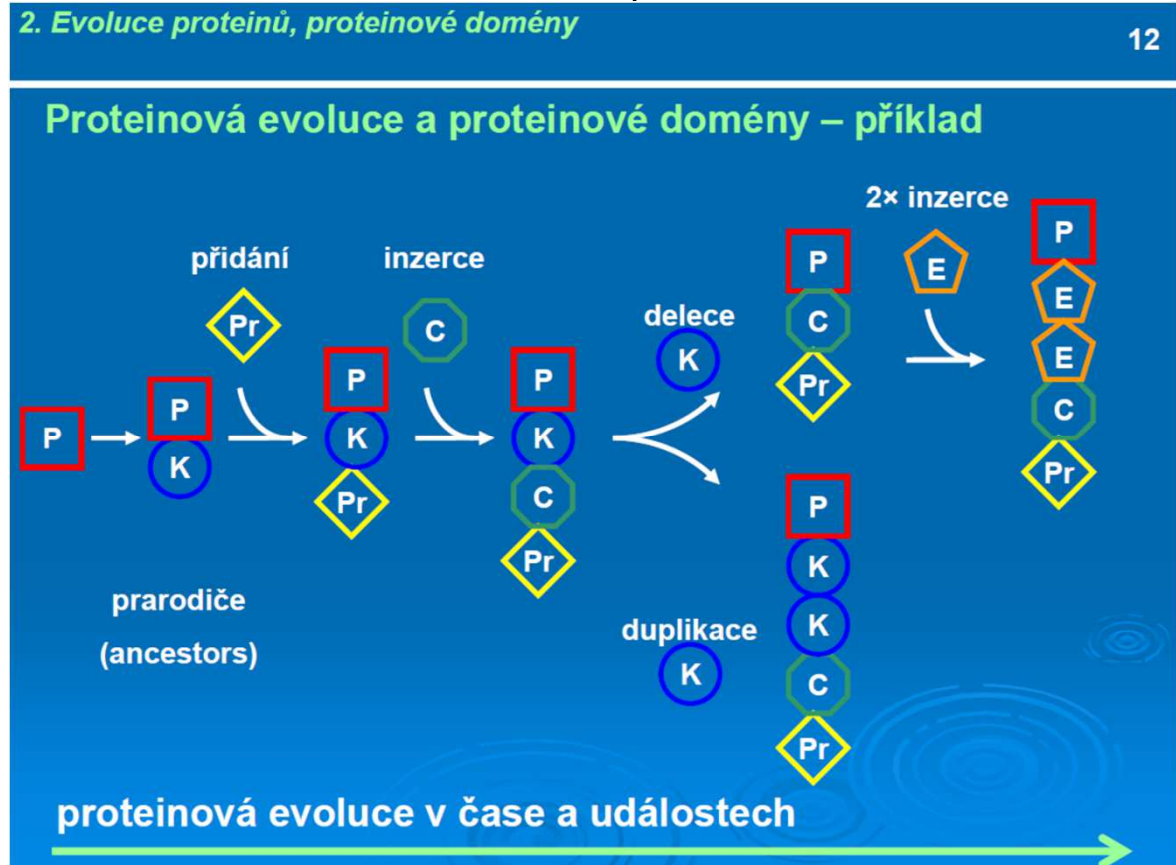 2. Evoluce proteinů, proteinové domény
12
Proteinová evoluce a proteinové domény – příklad
přidání
Pr
inzerce
C
delece
K
2× inzerce
E
P
P
K
P
K
Pr
P
K
C
Pr
P
C
Pr
P
E
E
C
Pr
duplikace
K
P
K
K
C
Pr
prarodiče
(ancestors)
proteinová evoluce v čase a událostech